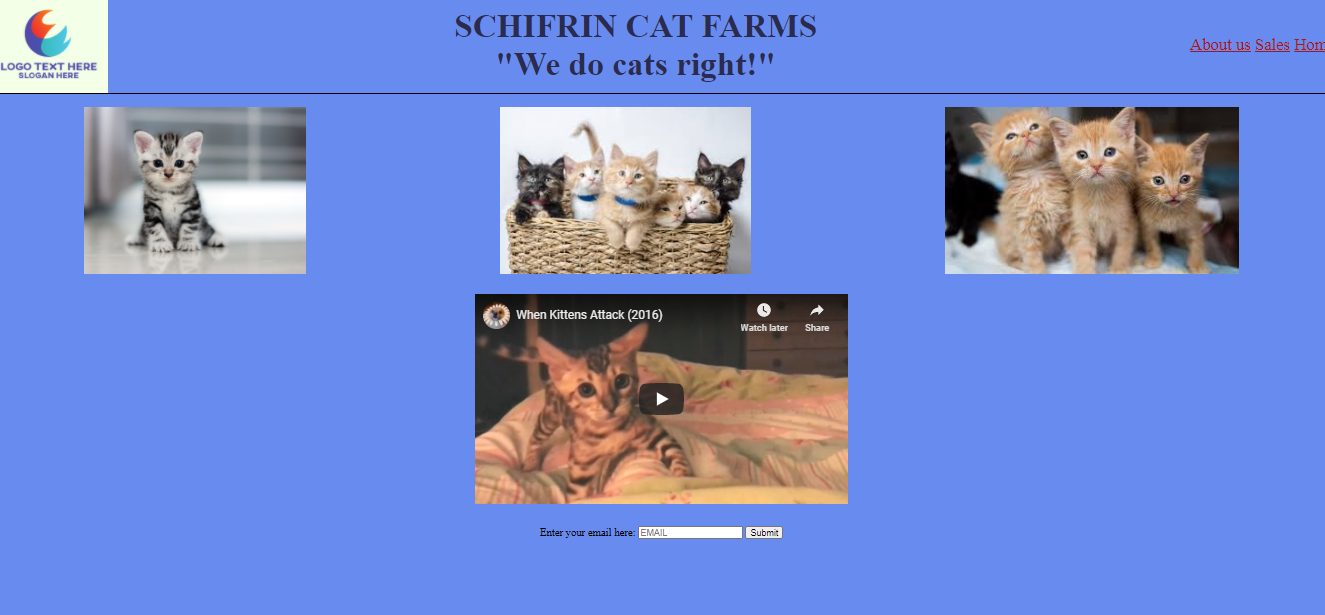 LOGO TEXT HERE
SLOGAN HERE
SCHIFRIN CAT FARMS
"We do cats right!"
About us Sales Hom
When Kittens Attack (2016)
Watch later Share
Enter your email here: EMAIL Submit